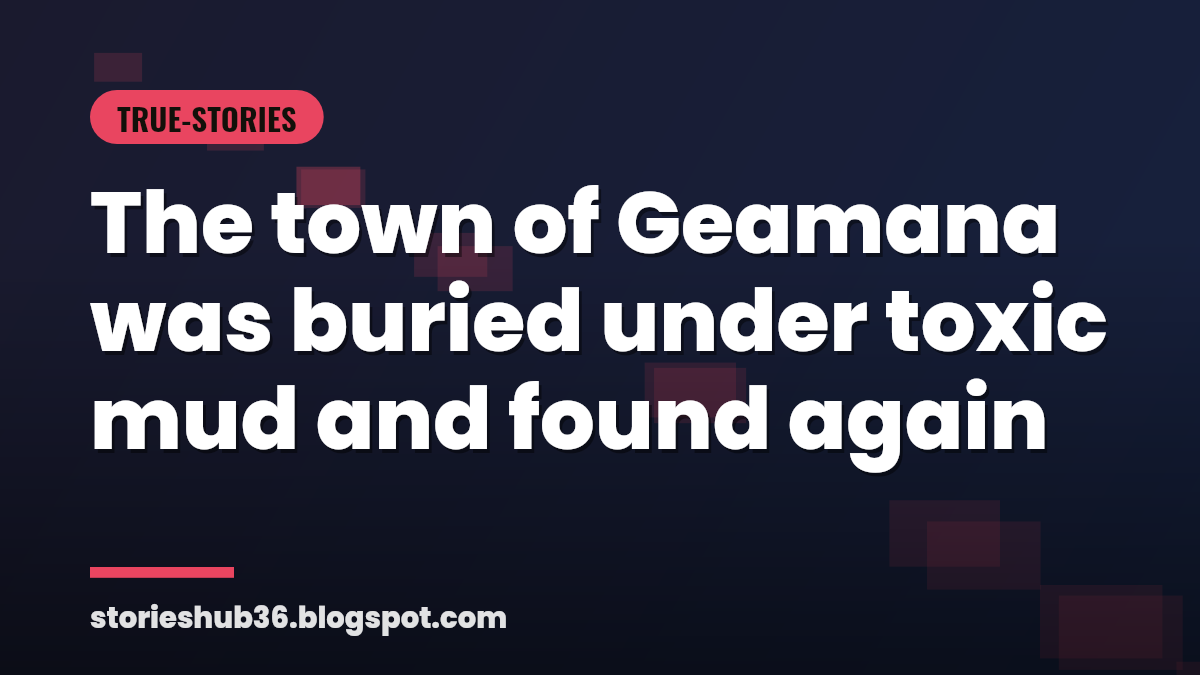 TRUE-STORIES
The town of Geamana
was buried under toxic
mud and found again
storieshub36.blogspot.com